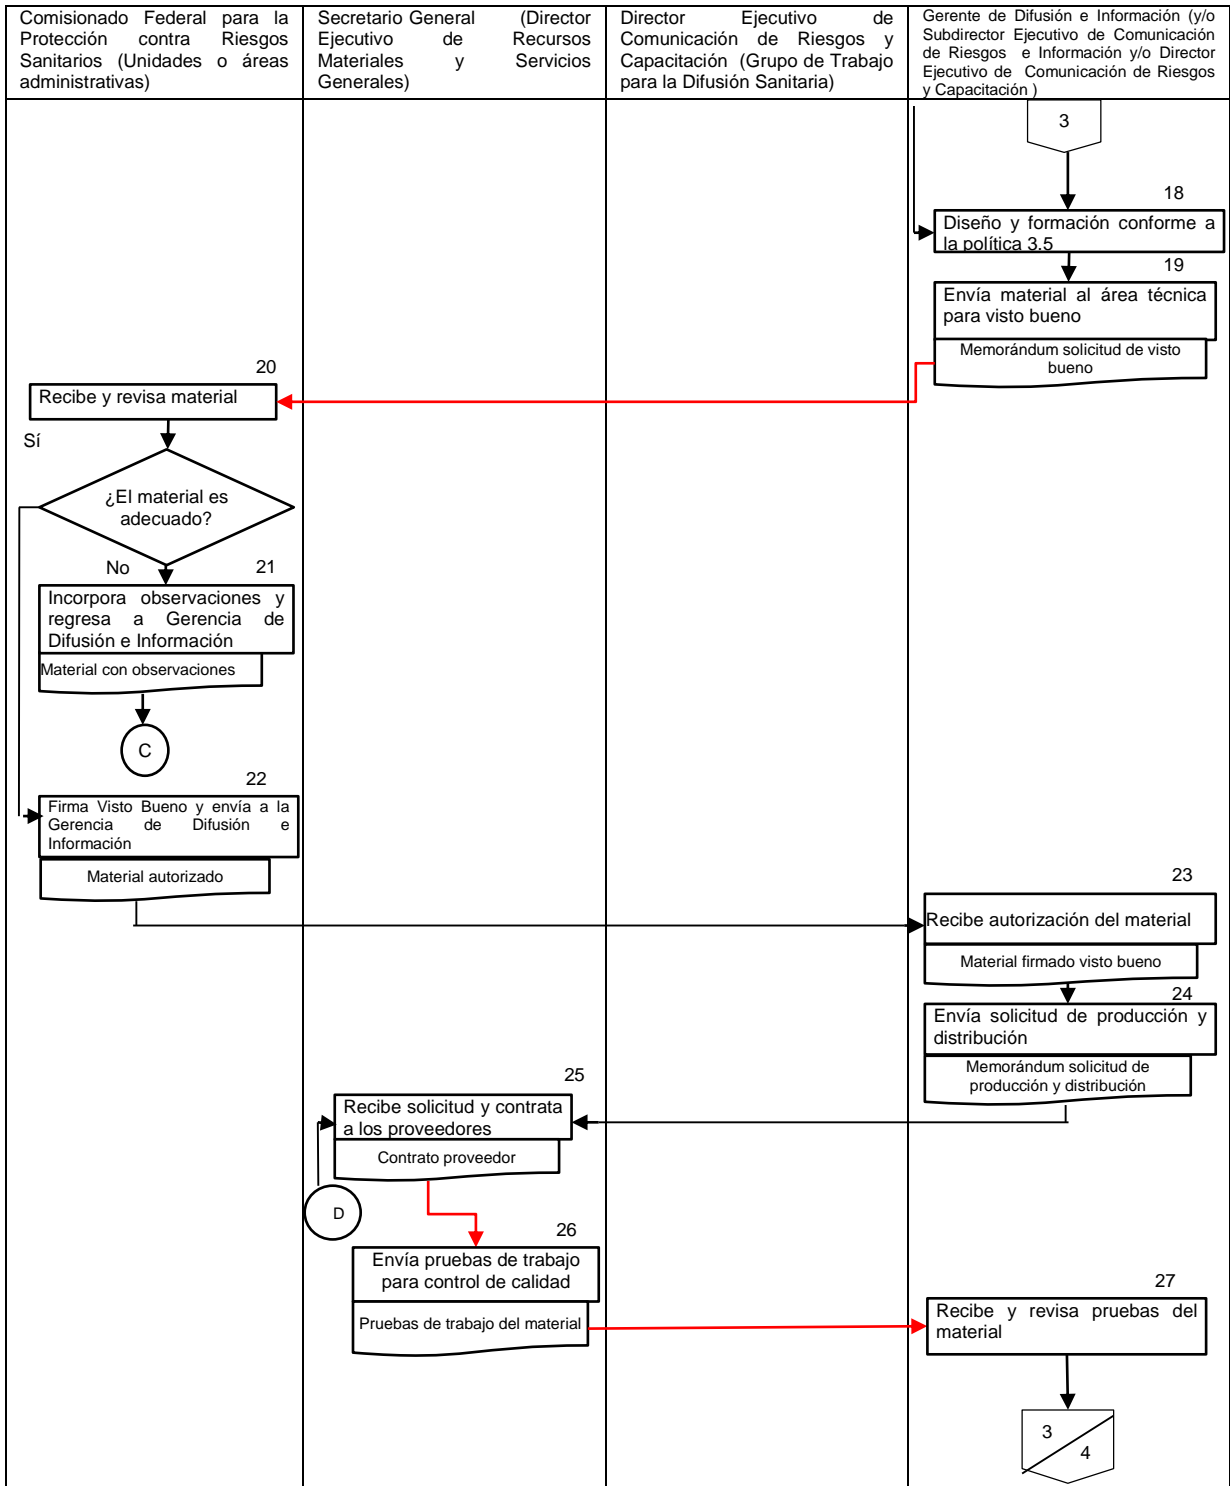 Comisionado Federal para la
Protección contra Riesgos
Sanitarios (Unidades o áreas
administrativas)
Secretario General (Director
Ejecutivo de Recursos
Materiales y Servicios
Generales)
Director Ejecutivo de
Comunicación de Riesgos y
Capacitación (Grupo de Trabajo
para la Difusión Sanitaria)
Gerente de Difusión e Información (y/o
Subdirector Ejecutivo de Comunicación
de Riesgos e Información y/o Director
Ejecutivo de Comunicación de Riesgos
y Capacitación )
3
18
Diseño y formación conforme a
la política 3.5
19
Envía material al área técnica
para visto bueno
Memorándum solicitud de visto
bueno
20
Recibe y revisa material
Sí
¿El material es
adecuado?
No
21
Incorpora observaciones y
regresa a Gerencia de
Difusión e Información
Material con observaciones
C
22
Firma Visto Bueno y envía a la
Gerencia de Difusión e
Información
Material autorizado
23
Recibe autorización del material
Material firmado visto bueno
24
Envía solicitud de producción y
distribución
Memorándum solicitud de
producción y distribución
25
Recibe solicitud y contrata
a los proveedores
Contrato proveedor
D
26
Envía pruebas de trabajo
para control de calidad
Pruebas de trabajo del material
27
Recibe y revisa pruebas del
material
3
4